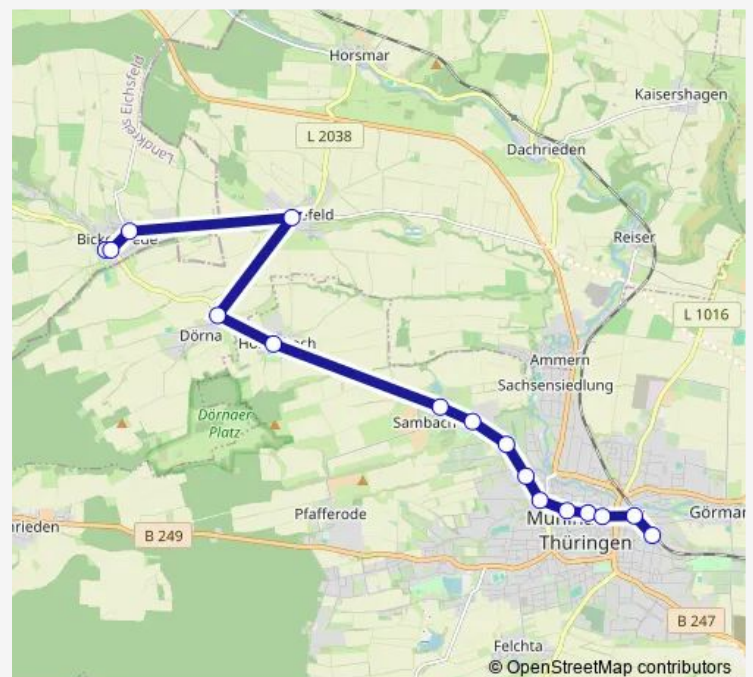 Horsmar
Kaisershagen
Landkreis Eichsfeld
L 2038
Dachrieden
Reiser
L 1016
Dörna
Ammern
Sachsensiedlung
Dörnaer
Platz
Sambach
Pfafferode
Görmar
rieden
B 249
Thüringen
B 247
Felchta
© OpenStreetMap contributors